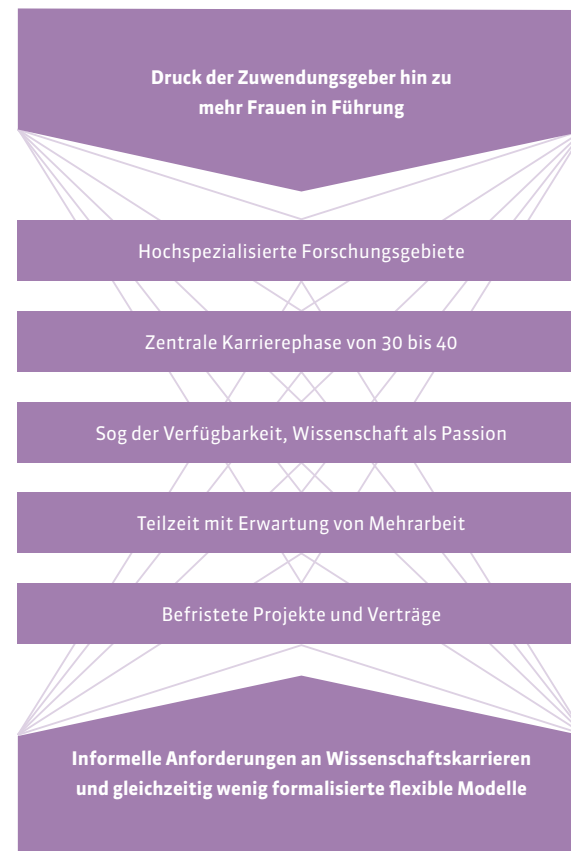 Druck der Zuwendungsgeber hin zu
mehr Frauen in Führung
Hochspezialisierte Forschungsgebiete
Zentrale Karrierephase von 30 bis 40
Sog der Verfügbarkeit, Wissenschaft als Passion
Teilzeit mit Erwartung von Mehrarbeit
Befristete Projekte und Verträge
Informelle Anforderungen an Wissenschaftskarrieren
und gleichzeitig wenig formalisierte flexible Modelle